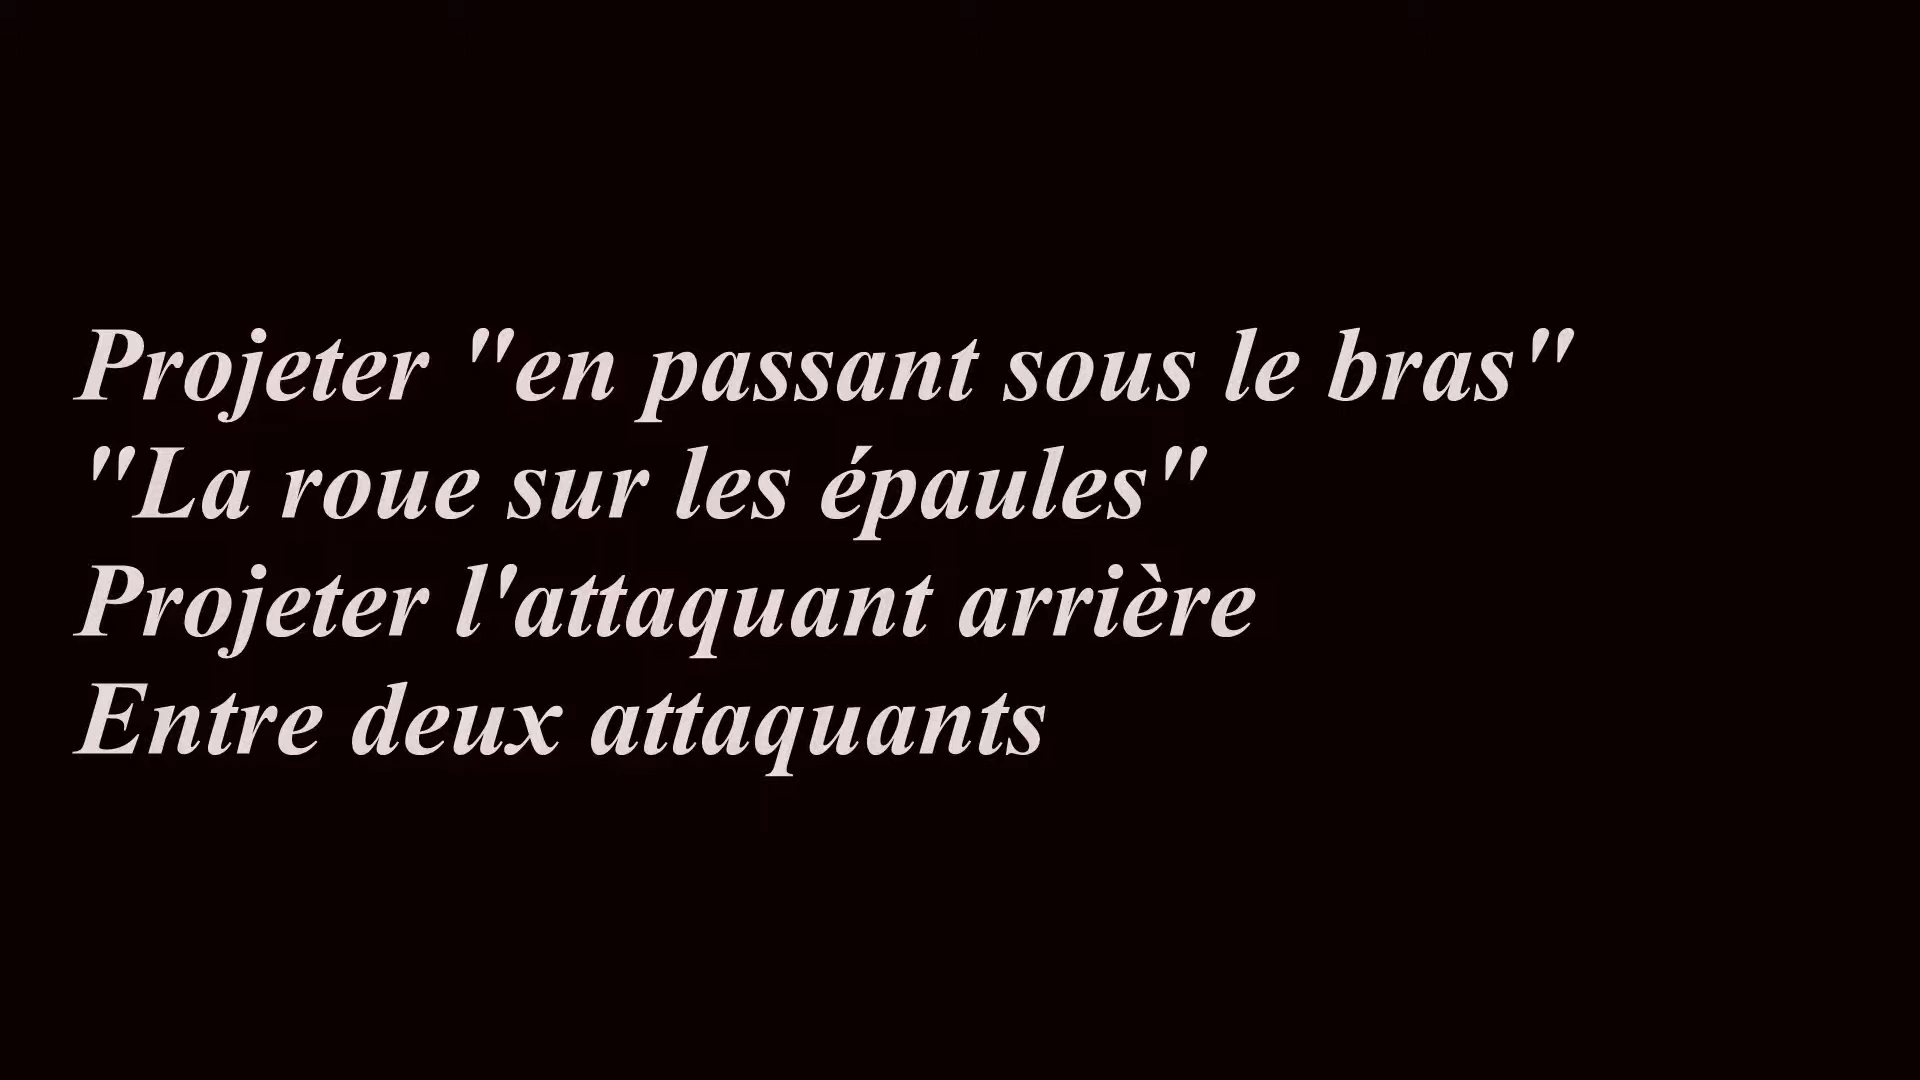 Projeter "en passant sous le bras"
"La roue sur les épaules"
Projeter l'attaquant arrière
Entre deux attaquants